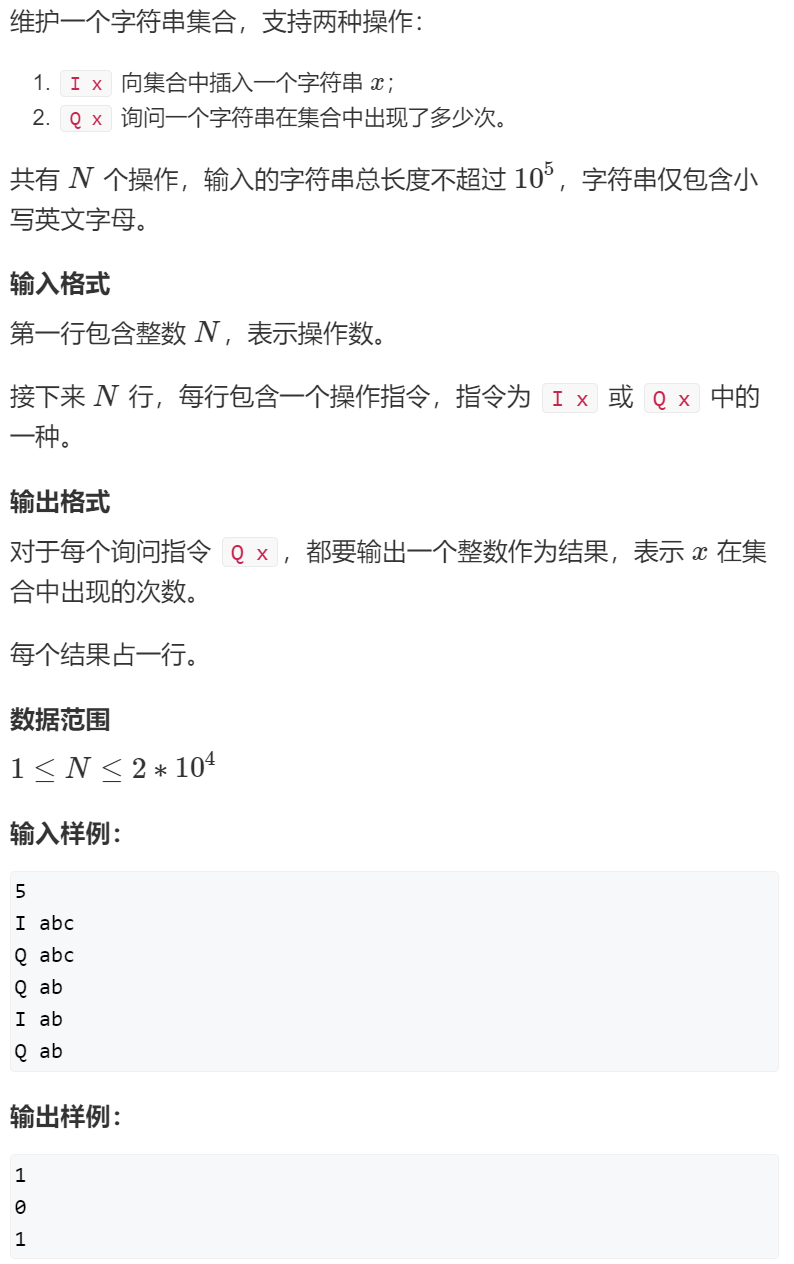 维护一个字符串集合，支持两种操作：
1. I x 向集合中插入一个字符串 x；
2. Q x 询问一个字符串在集合中出现了多少次。
共有 N 个操作，输入的字符串总长度不超过 10^5，字符串仅包含小
写英文字母。
输入格式
第一行包含整数 N，表示操作数。
接下来 N 行，每行包含一个操作指令，指令为 I x 或 Q x 中的
一种。
输出格式
对于每个询问指令 Q x，都要输出一个整数作为结果，表示 x 在集
合中出现的次数。
每个结果占一行。
数据范围
1 ≤ N ≤ 2 * 10^4
输入样例：
5
I abc
Q abc
Q ab
I ab
Q ab
输出样例：
1
0
1